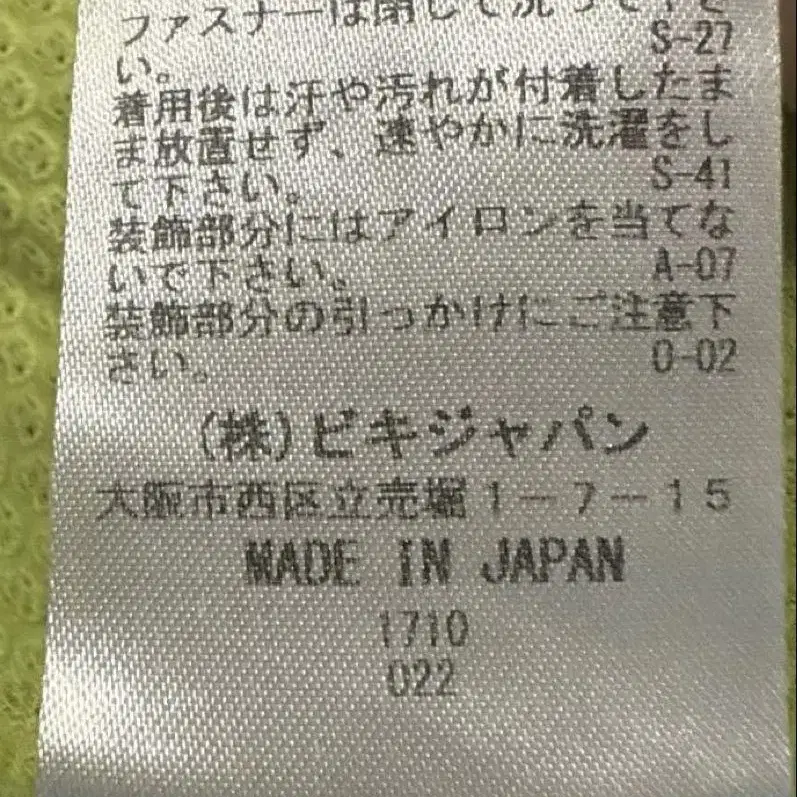 ファスナーは閉じて洗って下さ
い。 S-27
着用後は汗や汚れが付着したま
ま放置せず、速やかに洗濯をし
て下さい。 S-41
装飾部分にはアイロンを当てな
いで下さい。 A-07
装飾部分の引っかけにご注意下
さい。 O-02
(株)ビキジャパン
大阪市西区立売堀1-7-15
MADE IN JAPAN
1710
022